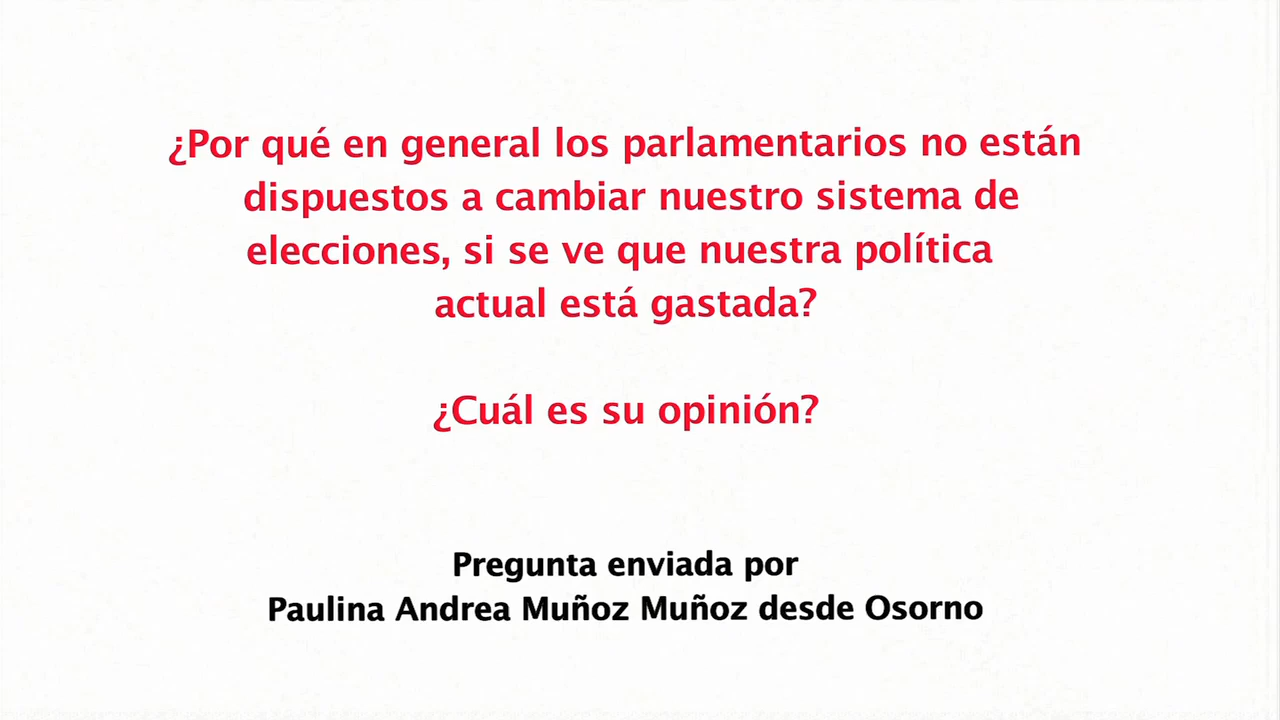 ¿Por qué en general los parlamentarios no están
dispuestos a cambiar nuestro sistema de
elecciones, si se ve que nuestra política
actual está gastada?
¿Cuál es su opinión?
Pregunta enviada por
Paulina Andrea Muñoz Muñoz desde Osorno